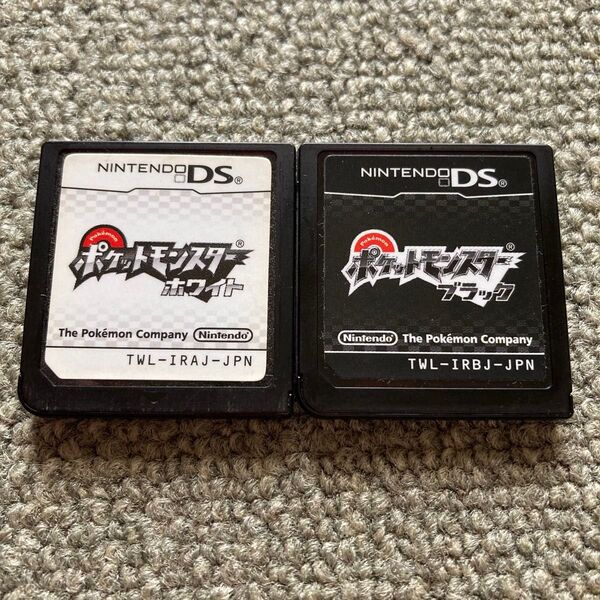 NINTENDO DS®
Pokémon
ポケットモンスター®
ホワイト
The Pokémon Company Nintendo®
TWL-IRAJ-JPN
NINTENDO DS®
Pokémon
ポケットモンスター®
ブラック
Nintendo® The Pokémon Company
TWL-IRBJ-JPN